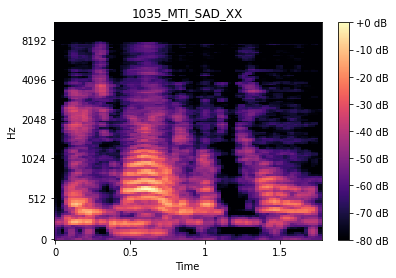 1035_MTI_SAD_XX
+0 dB
8192
-10 dB
4096
-20 dB
-30 dB
2048
Hz
-40 dB
1024
-50 dB
512
-60 dB
-70 dB
0
-80 dB
0
0.5
1
1.5
Time